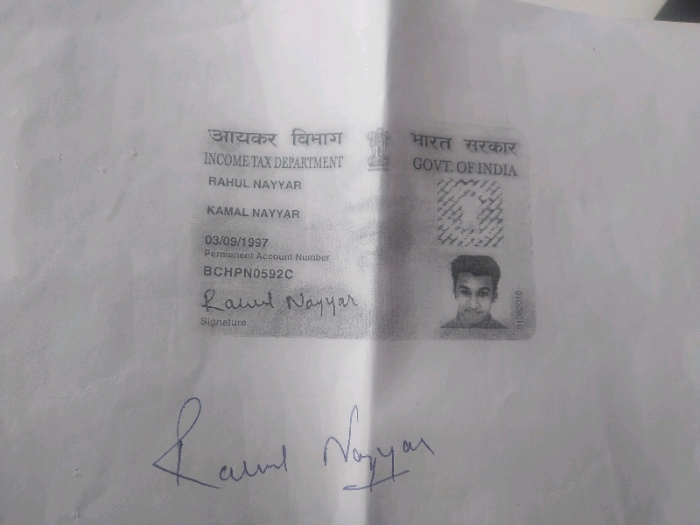 आयकर विभाग
INCOME TAX DEPARTMENT
भारत सरकार
GOVT. OF INDIA
RAHUL NAYYAR
KAMAL NAYYAR
03/09/1997
Permanent Account Number
BCHPN0592C
Rahul Nayyar
Signature
Rahul Nayyar